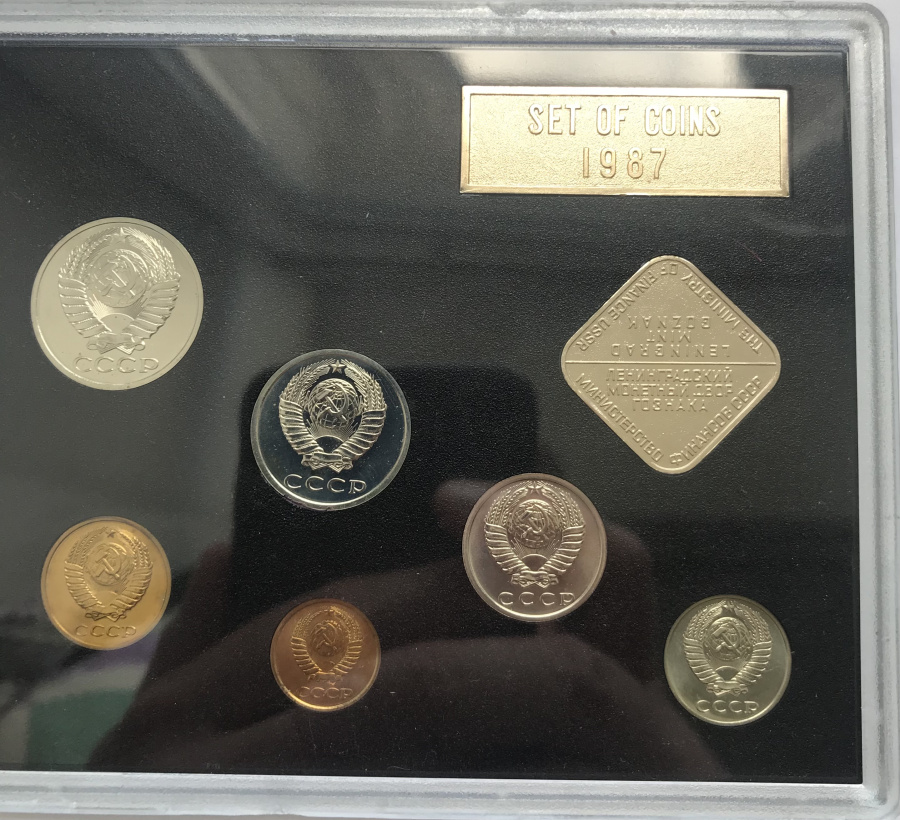 SET OF COINS
1987
THE MINISTRY OF FINANCE USSR
LENINGRAD
MINT
GOZNAK
ЛЕНИНГРАДСКИЙ
МОНЕТНЫЙ ДВОР
ГОЗНАКА
МИНИСТЕРСТВО ФИНАНСОВ СССР
СССР
СССР
СССР
СССР
СССР
СССР